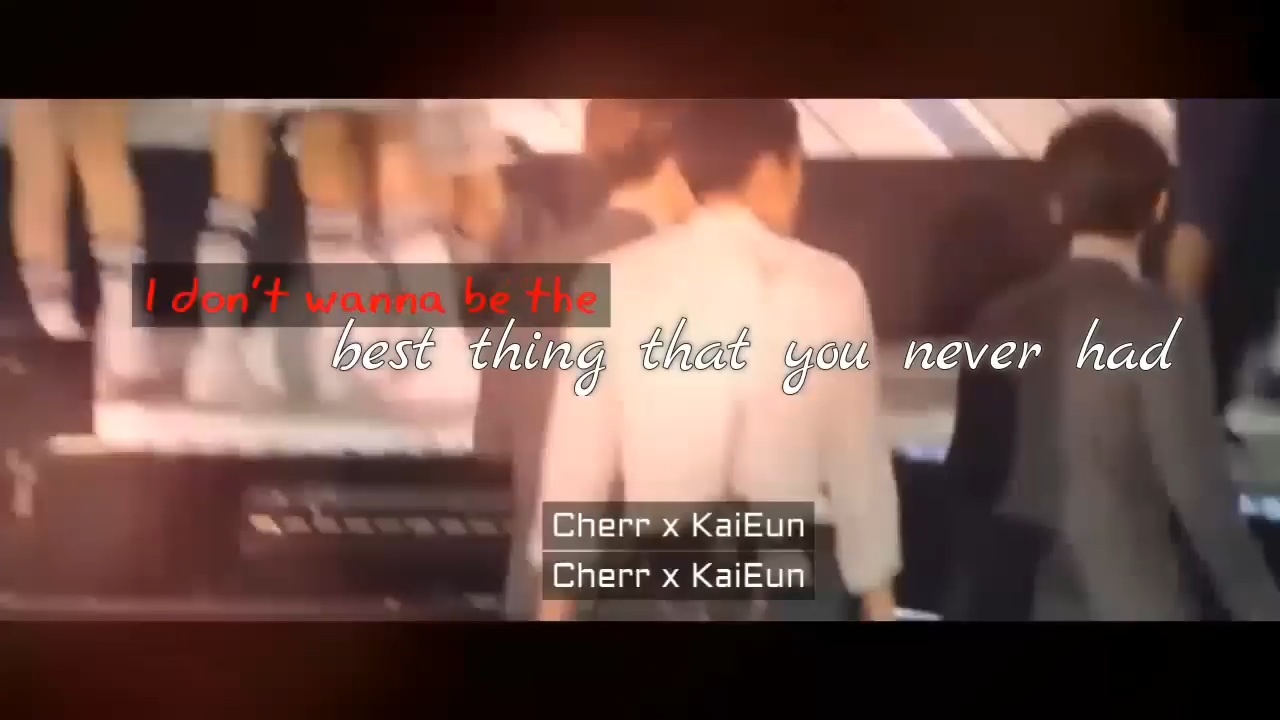 I don't wanna be the
best thing that you never had
Cherr x KaiEun
Cherr x KaiEun